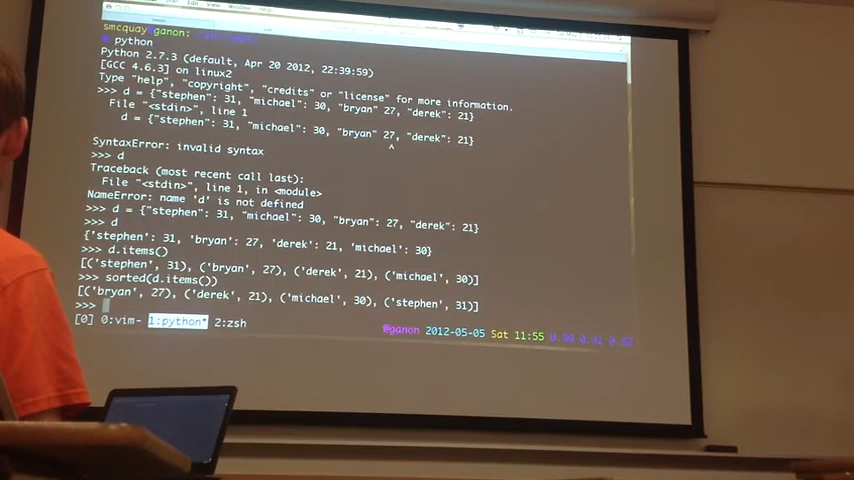 Edit View Window Help
smcquay@ganon:
python
Python 2.7.3 (default, Apr 20 2012, 22:39:59)
[GCC 4.6.3] on linux2
Type "help", "copyright", "credits" or "license" for more information.
>>> d = {"stephen": 31, "michael": 30, "bryan" 27, "derek": 21}
File "<stdin>", line 1
d = {"stephen": 31, "michael": 30, "bryan" 27, "derek": 21}
^
SyntaxError: invalid syntax
>>> d
Traceback (most recent call last):
File "<stdin>", line 1, in <module>
NameError: name 'd' is not defined
>>> d = {"stephen": 31, "michael": 30, "bryan": 27, "derek": 21}
>>> d
{'stephen': 31, 'bryan': 27, 'derek': 21, 'michael': 30}
>>> d.items()
[('stephen', 31), ('bryan', 27), ('derek', 21), ('michael', 30)]
>>> sorted(d.items())
[('bryan', 27), ('derek', 21), ('michael', 30), ('stephen', 31)]
>>>
[0] 0:vim- 1:python* 2:zsh @ganon 2012-05-05 Sat 11:55